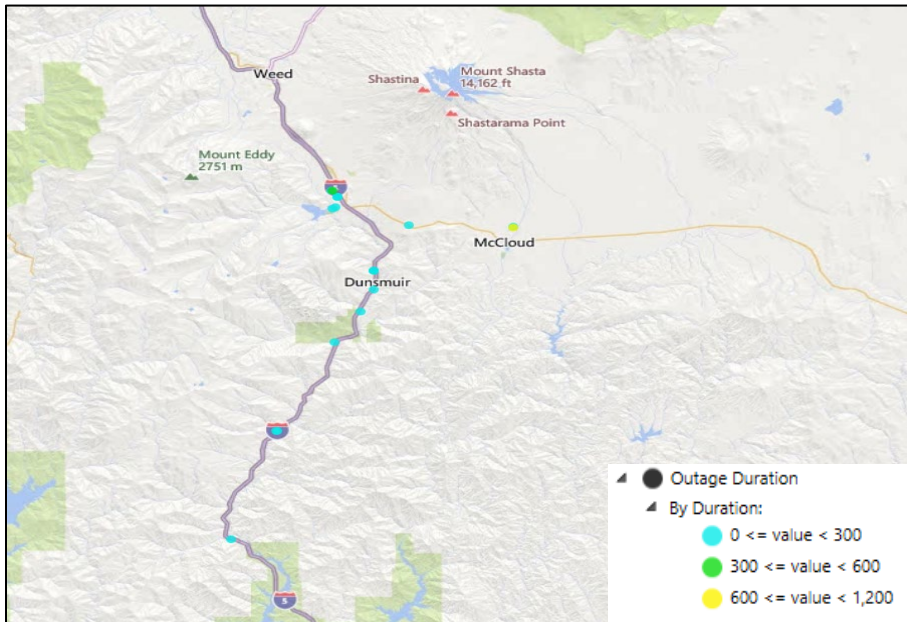 Weed
Shastina
Mount Shasta
14,162 ft
Shastarama Point
Mount Eddy
2751 m
McCloud
Dunsmuir
Outage Duration
By Duration:
0 <= value < 300
300 <= value < 600
600 <= value < 1,200
5